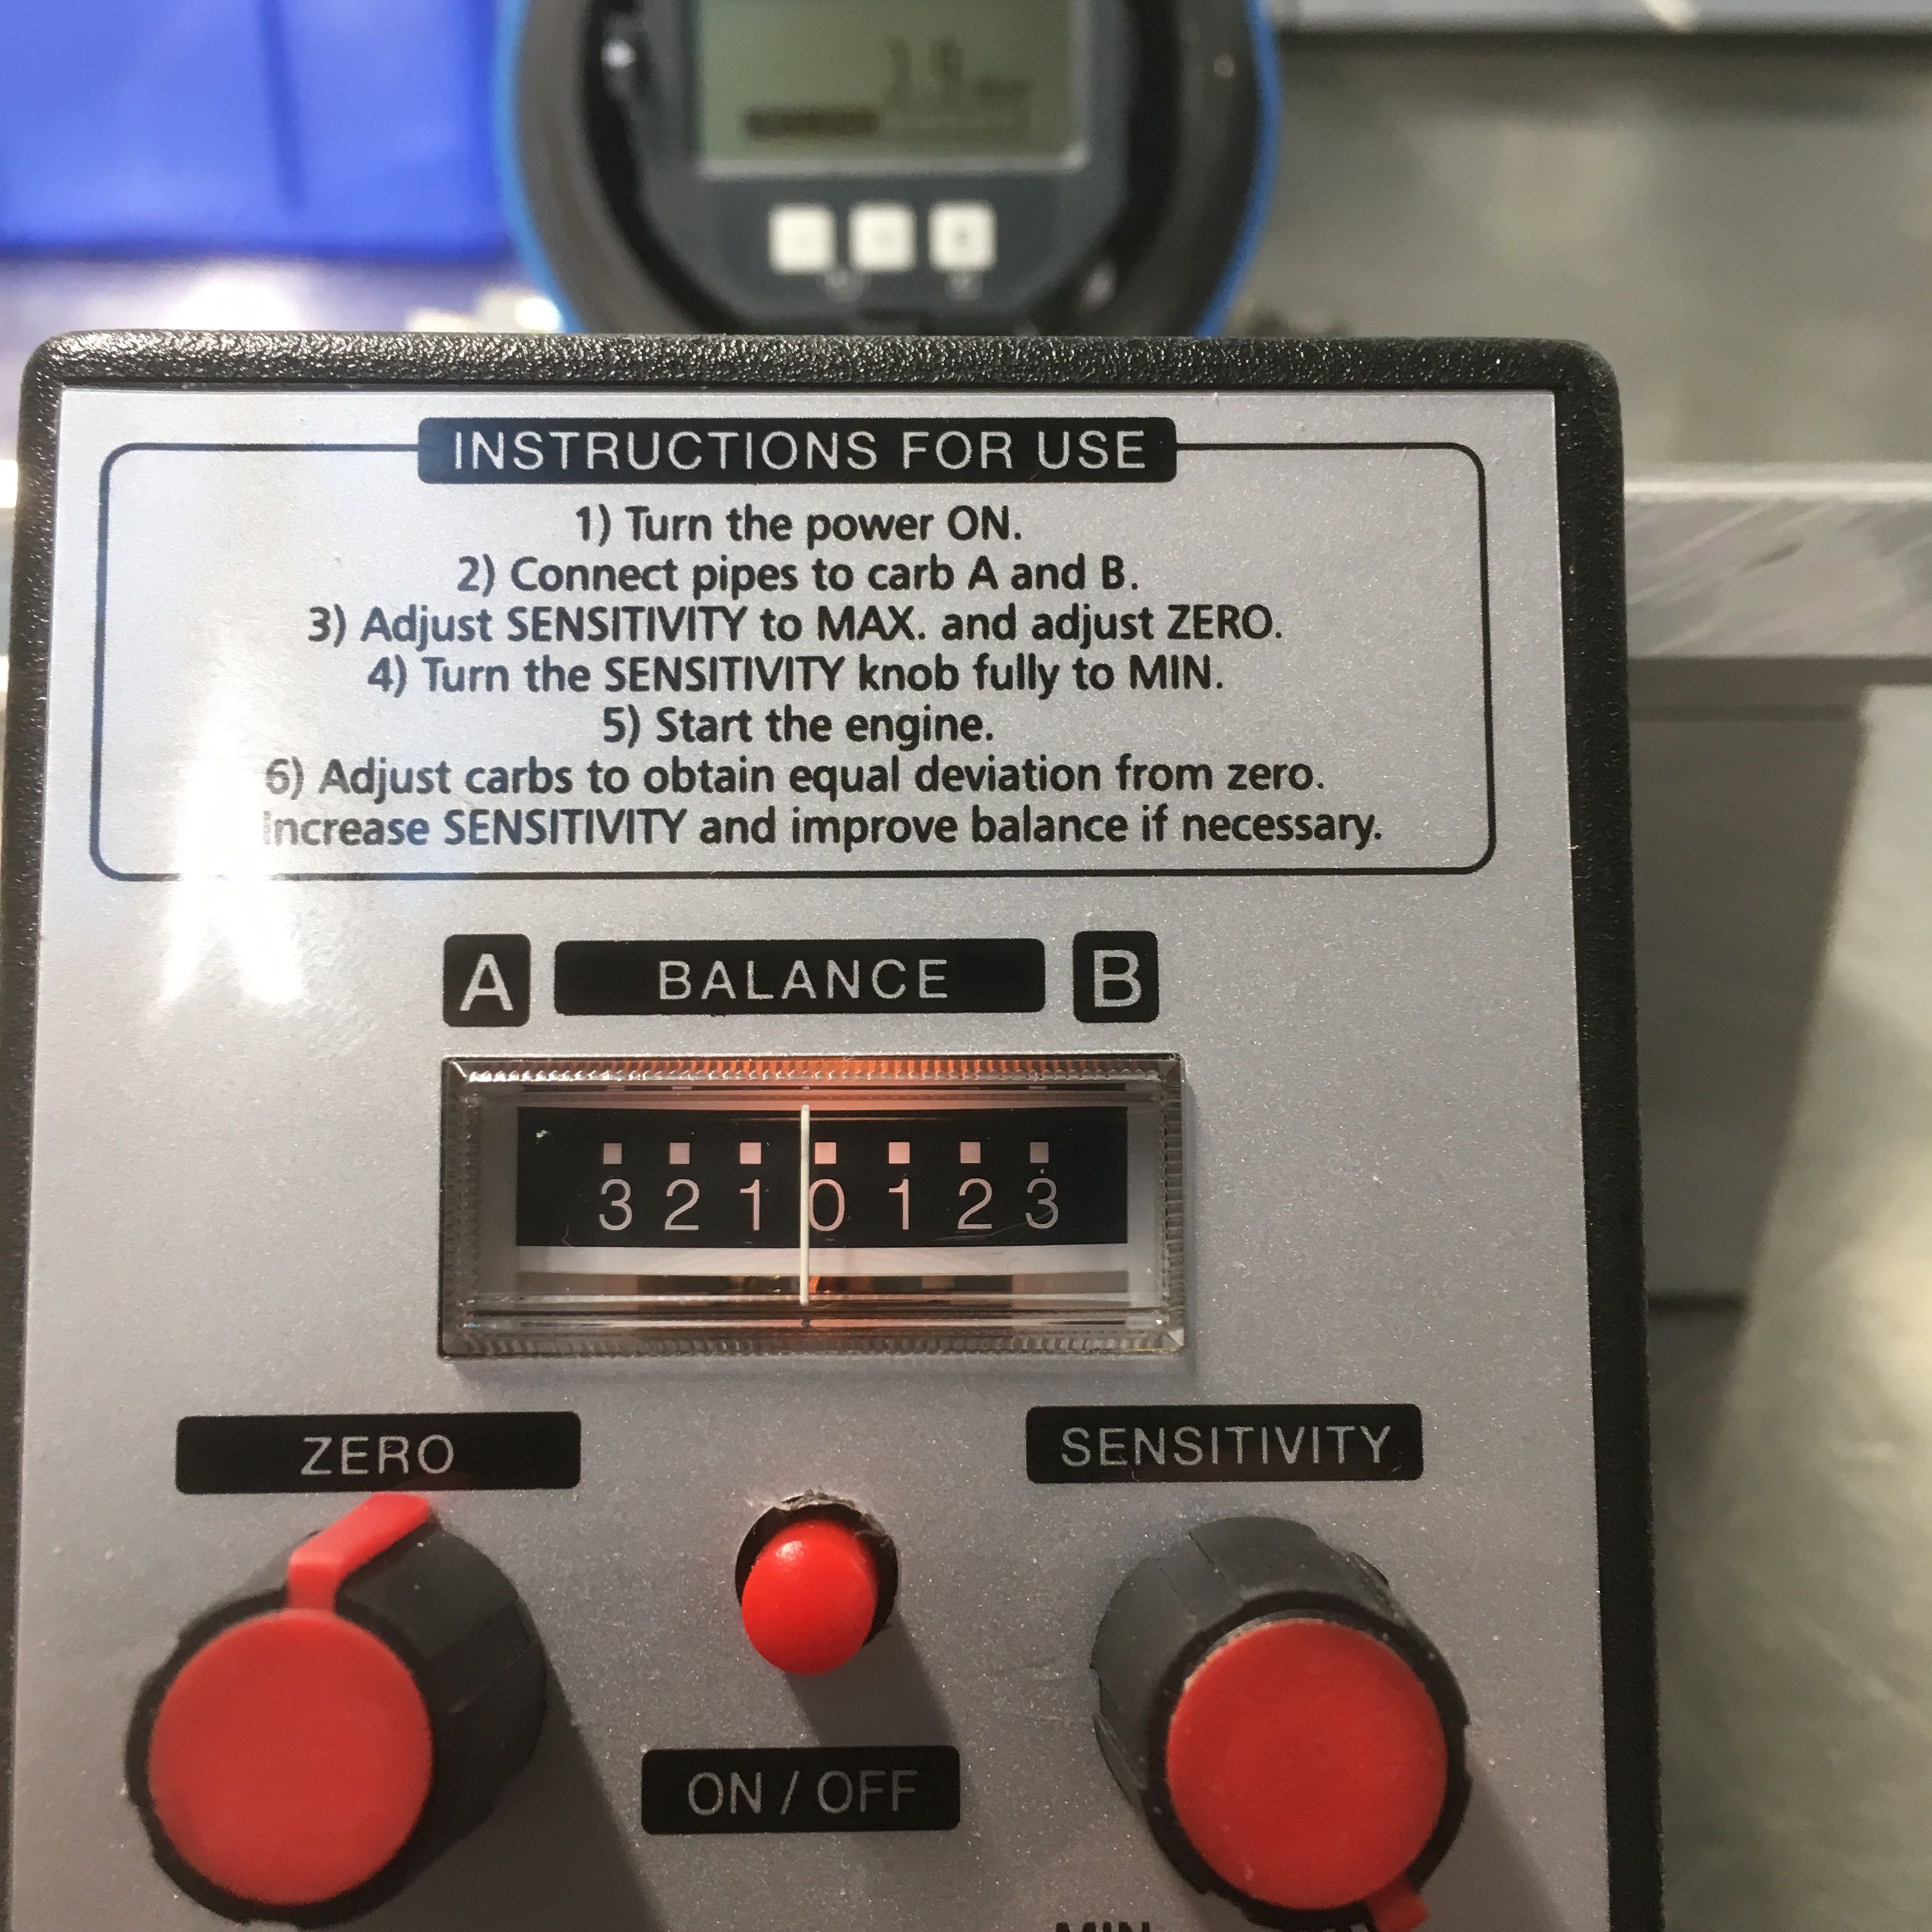 INSTRUCTIONS FOR USE
1) Turn the power ON.
2) Connect pipes to carb A and B.
3) Adjust SENSITIVITY to MAX. and adjust ZERO.
4) Turn the SENSITIVITY knob fully to MIN.
5) Start the engine.
6) Adjust carbs to obtain equal deviation from zero.
Increase SENSITIVITY and improve balance if necessary.
A BALANCE B
3 2 1 0 1 2 3
ZERO
SENSITIVITY
ON / OFF
MIN